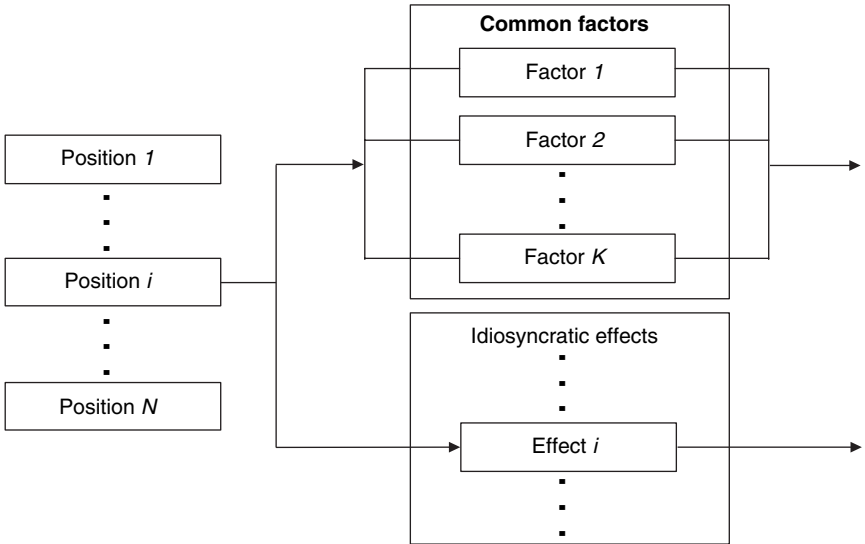 Common factors
Factor 1
Factor 2
Factor K
Position 1
Position i
Position N
Idiosyncratic effects
Effect i